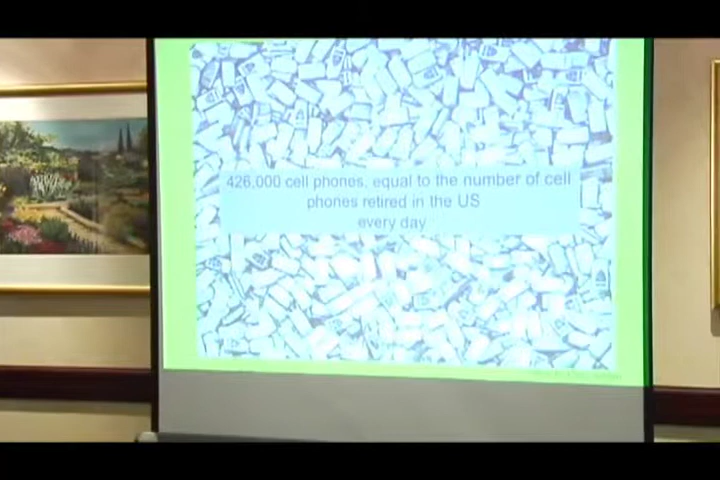 426,000 cell phones, equal to the number of cell
phones retired in the US
every day